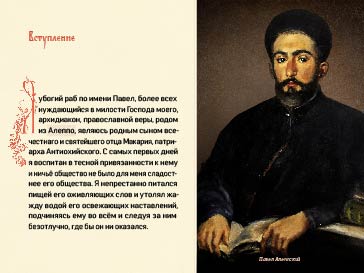 Вступление
Я убогий раб по имени Павел, более всех
нуждающийся в милости Господа моего,
архидиакон, православной веры, родом
из Алеппо, являюсь родным сыном все-
честнаго и святейшего отца Макария, патри-
арха Антиохийского. С самых первых дней
я воспитан в тесной привязанности к нему
и ничьё общество не было для меня сладост-
нее его общества. Я непрестанно питался
пищей его оживляющих слов и утолял жа-
жду водой его освежающих наставлений,
подчиняясь ему во всём и следуя за ним
безотлучно, где бы он ни оказался.
Павел Алеппский